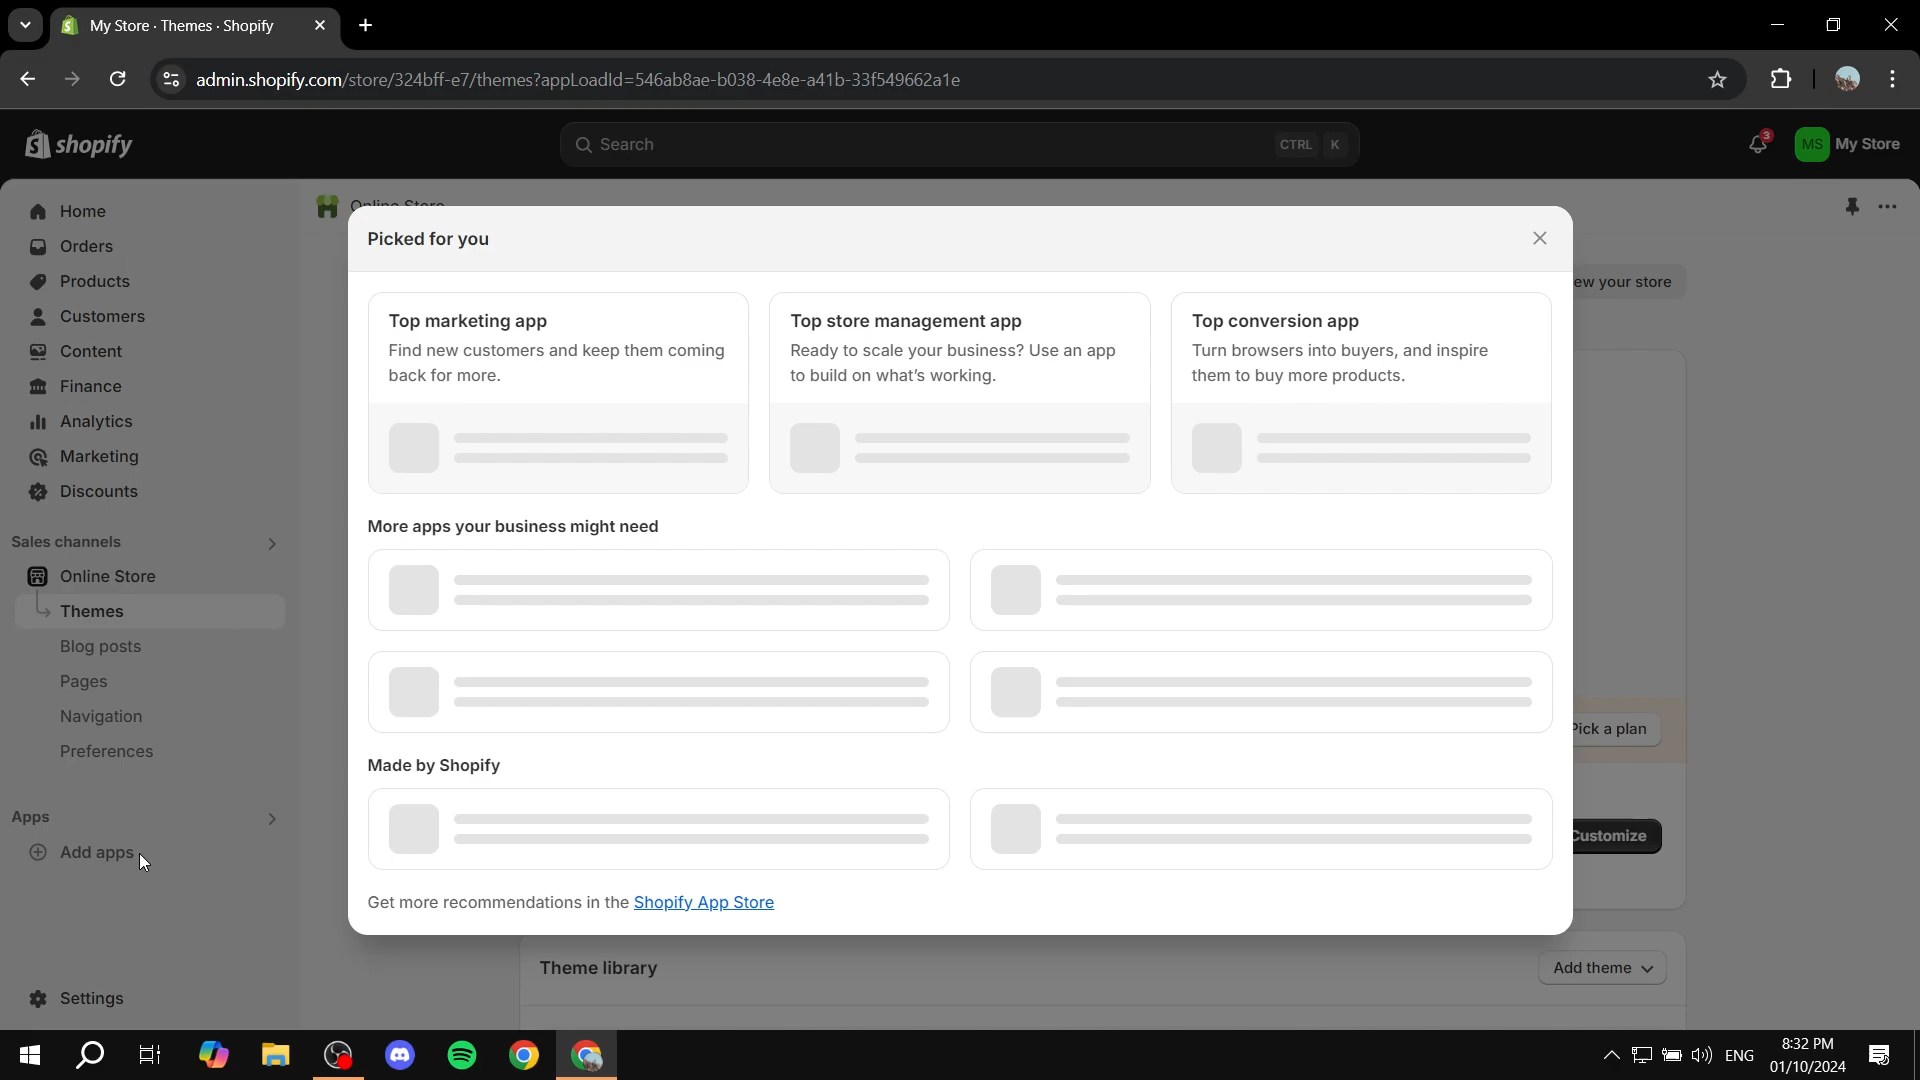 My Store · Themes · Shopify
admin.shopify.com/store/324bff-e7/themes?appLoadId=546ab8ae-b038-4e8e-a41b-33f549662a1e
shopify
Search
CTRL K
3
MS
My Store
Home
Orders
Products
Customers
Content
Finance
Analytics
Marketing
Discounts
Sales channels
Online Store
Themes
Blog posts
Pages
Navigation
Preferences
Apps
Add apps
Settings
Online Store
ew your store
Picked for you
Top marketing app
Find new customers and keep them coming
back for more.
Top store management app
Ready to scale your business? Use an app
to build on what's working.
Top conversion app
Turn browsers into buyers, and inspire
them to buy more products.
More apps your business might need
Made by Shopify
Get more recommendations in the Shopify App Store
Pick a plan
Customize
Theme library
Add theme
ENG
8:32 PM
01/10/2024